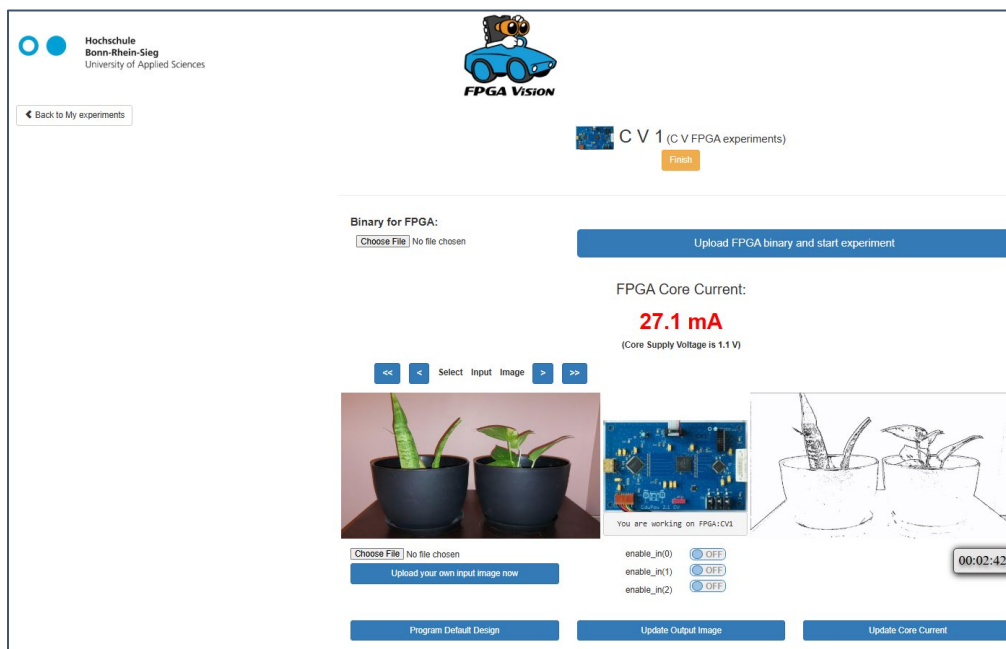 Hochschule
Bonn-Rhein-Sieg
University of Applied Sciences
FPGA VISION
Back to My experiments
C V 1 (C V FPGA experiments)
Finish
Binary for FPGA:
Choose File No file chosen
Upload FPGA binary and start experiment
FPGA Core Current:
27.1 mA
(Core Supply Voltage is 1.1 V)
<< < Select Input Image > >>
You are working on FPGA:CV1
Choose File No file chosen
Upload your own input image now
enable_in(0) OFF
enable_in(1) OFF
enable_in(2) OFF
00:02:42
Program Default Design
Update Output Image
Update Core Current